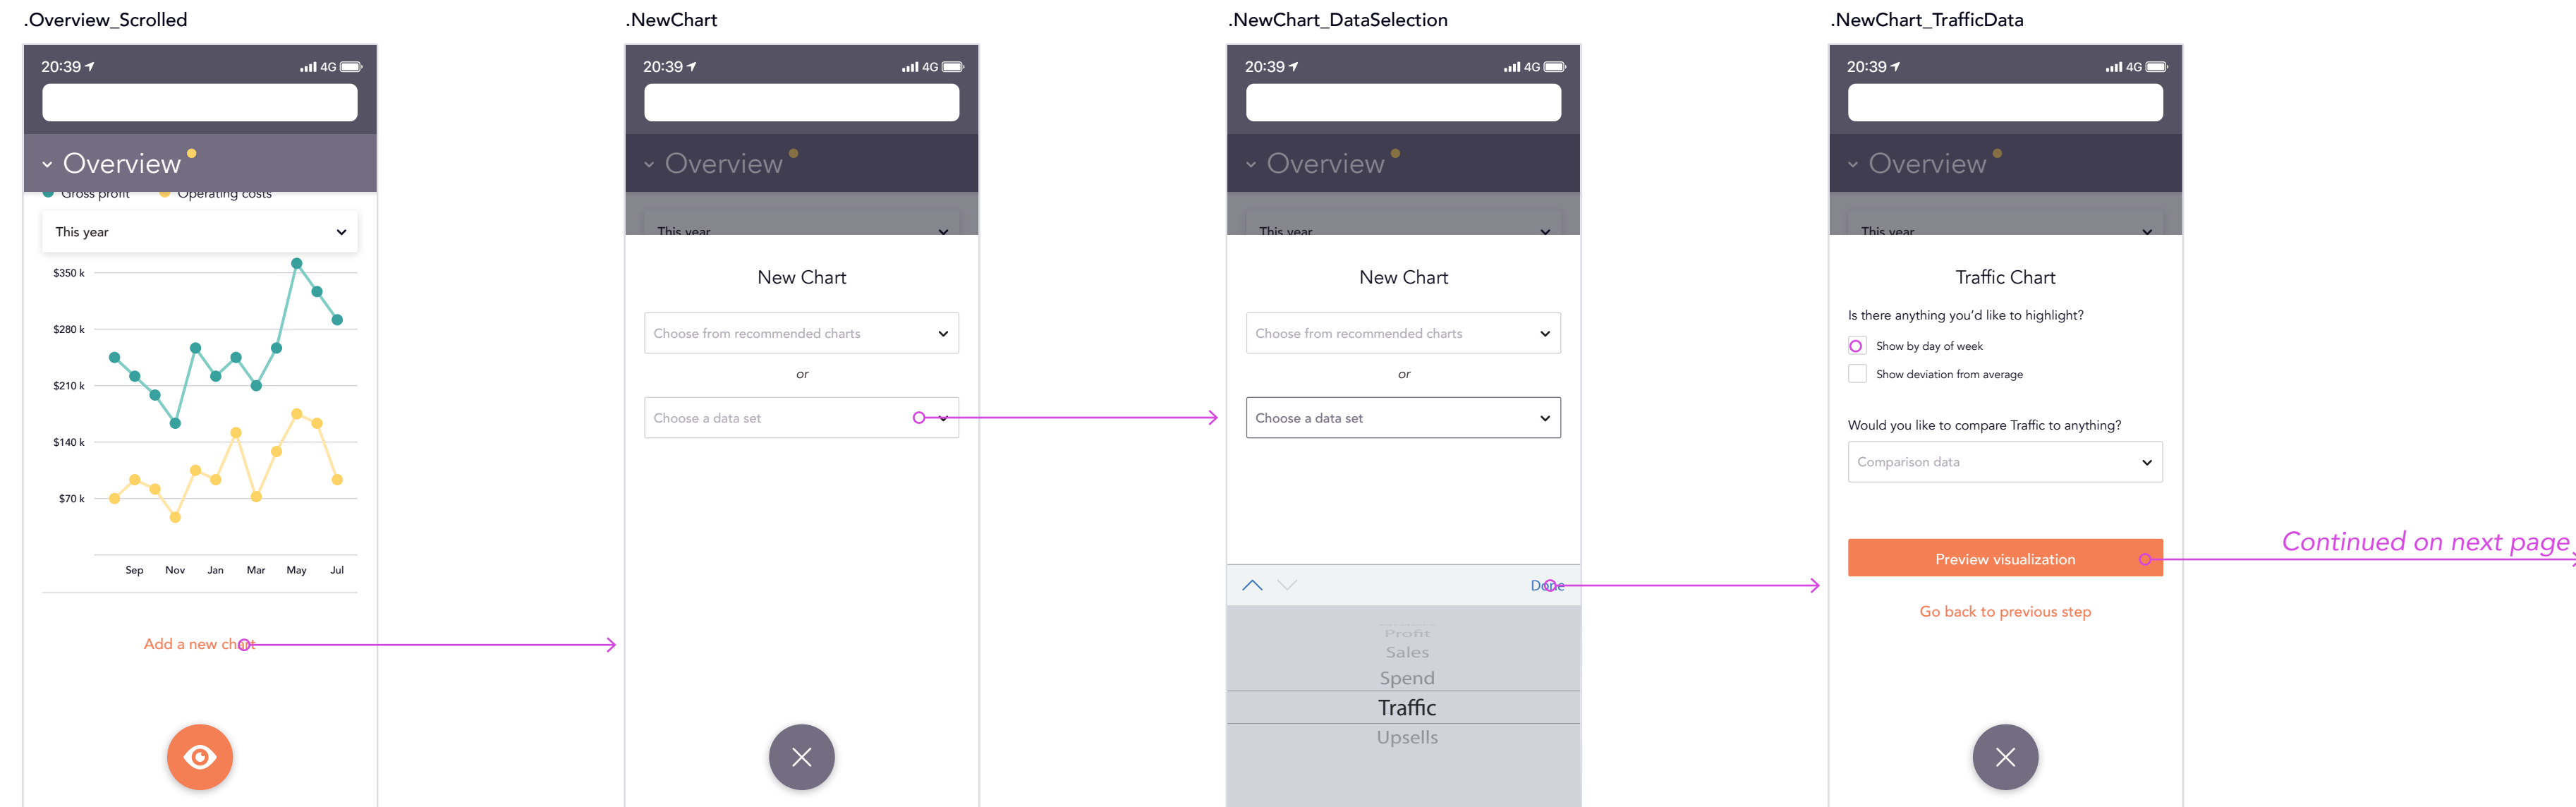 .Overview_Scrolled
20:39
4G
Overview
Gross profit Operating costs
This year
$350 k
$280 k
$210 k
$140 k
$70 k
Sep Nov Jan Mar May Jul
Add a new chart
.NewChart
20:39
4G
Overview
This year
New Chart
Choose from recommended charts
or
Choose a data set
.NewChart_DataSelection
20:39
4G
Overview
This year
New Chart
Choose from recommended charts
or
Choose a data set
Done
Profit
Sales
Spend
Traffic
Upsells
.NewChart_TrafficData
20:39
4G
Overview
This year
Traffic Chart
Is there anything you’d like to highlight?
Show by day of week
Show deviation from average
Would you like to compare Traffic to anything?
Comparison data
Preview visualization
Go back to previous step
Continued on next page